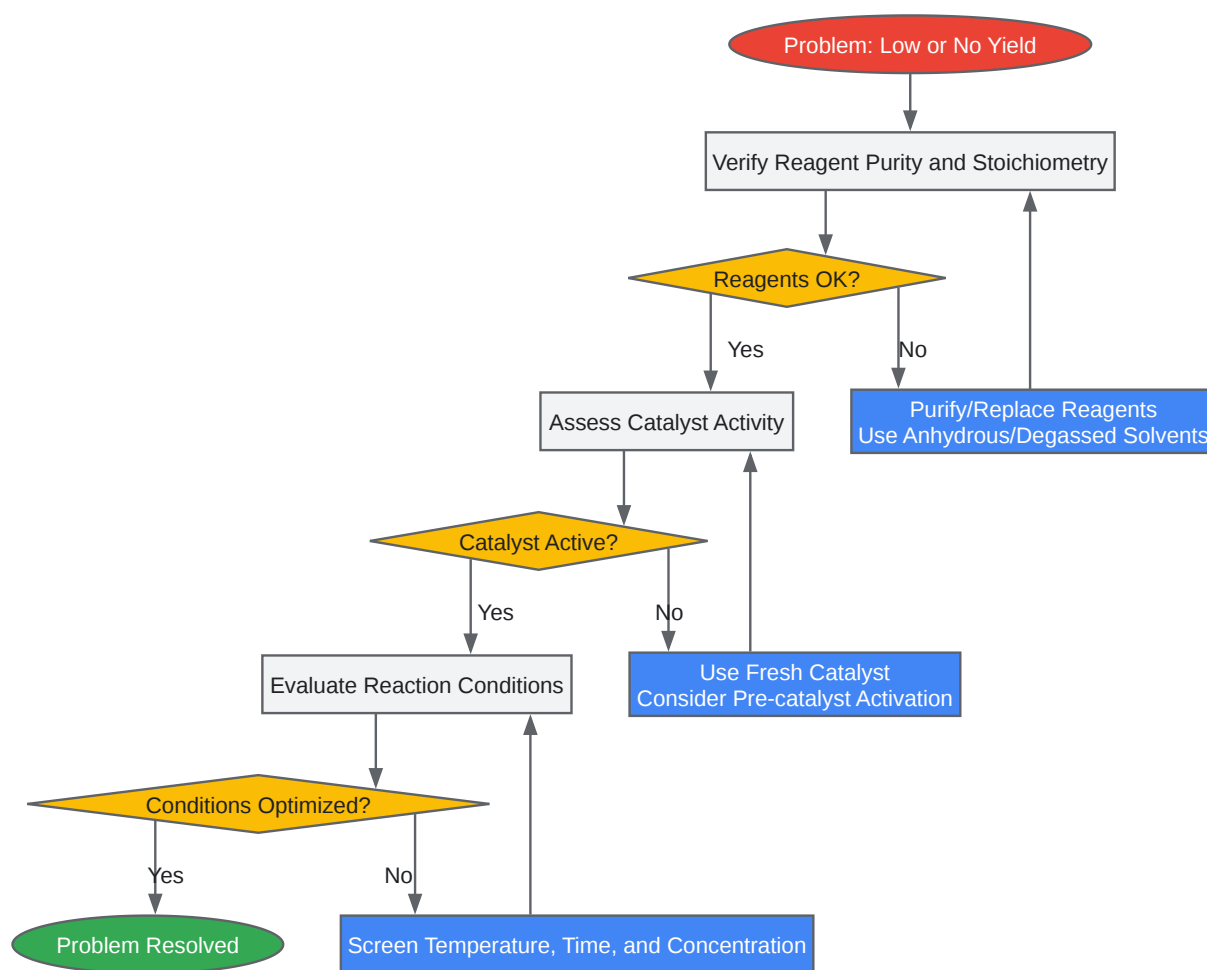 Problem: Low or No Yield
Verify Reagent Purity and Stoichiometry
Reagents OK?
Yes
No
Assess Catalyst Activity
Purify/Replace Reagents
Use Anhydrous/Degassed Solvents
Catalyst Active?
Yes
No
Evaluate Reaction Conditions
Use Fresh Catalyst
Consider Pre-catalyst Activation
Conditions Optimized?
Yes
No
Problem Resolved
Screen Temperature, Time, and Concentration